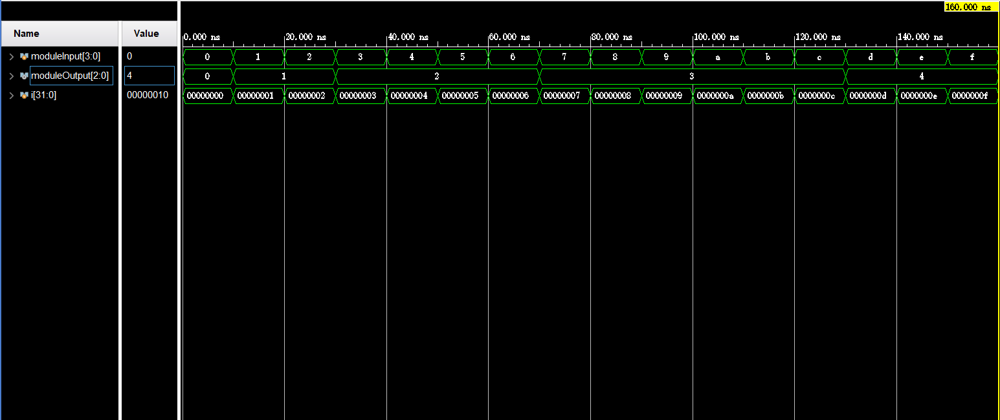 160.000 ns
Name Value
0.000 ns 20.000 ns 40.000 ns 60.000 ns 80.000 ns 100.000 ns 120.000 ns 140.000 ns
moduleInput[3:0] 0 0 1 2 3 4 5 6 7 8 9 a b c d e f
moduleOutput[2:0] 4 0 1 2 3 4
i[31:0] 00000010 00000000 00000001 00000002 00000003 00000004 00000005 00000006 00000007 00000008 00000009 0000000a 0000000b 0000000c 0000000d 0000000e 0000000f